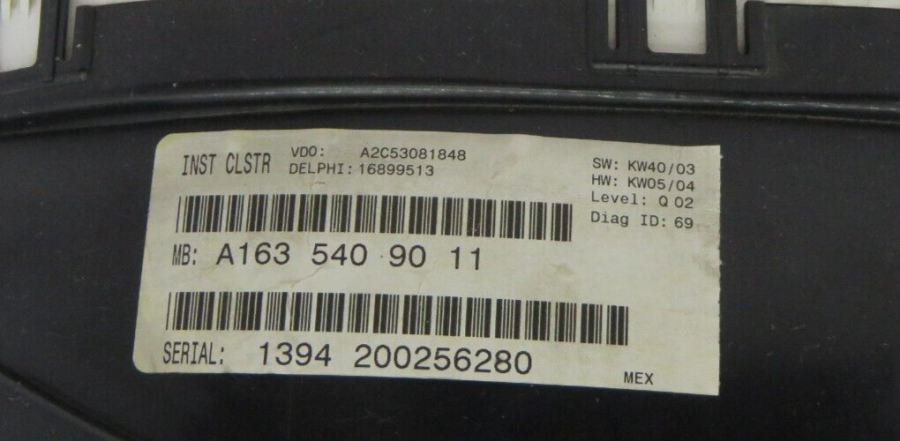 INST CLSTR
VDO: A2C53081848
DELPHI: 16899513
SW: KW40/03
HW: KW05/04
Level: Q 02
Diag ID: 69
MB: A163 540 90 11
SERIAL: 1394 200256280
MEX